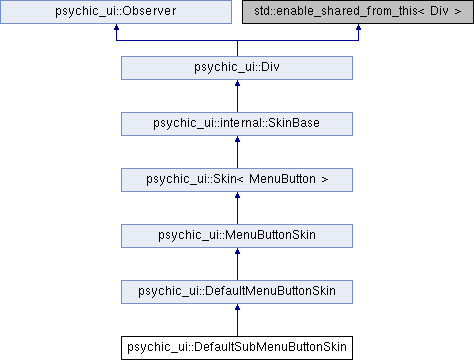 psychic_ui::Observer
std::enable_shared_from_this< Div >
psychic_ui::Div
psychic_ui::internal::SkinBase
psychic_ui::Skin< MenuButton >
psychic_ui::MenuButtonSkin
psychic_ui::DefaultMenuButtonSkin
psychic_ui::DefaultSubMenuButtonSkin